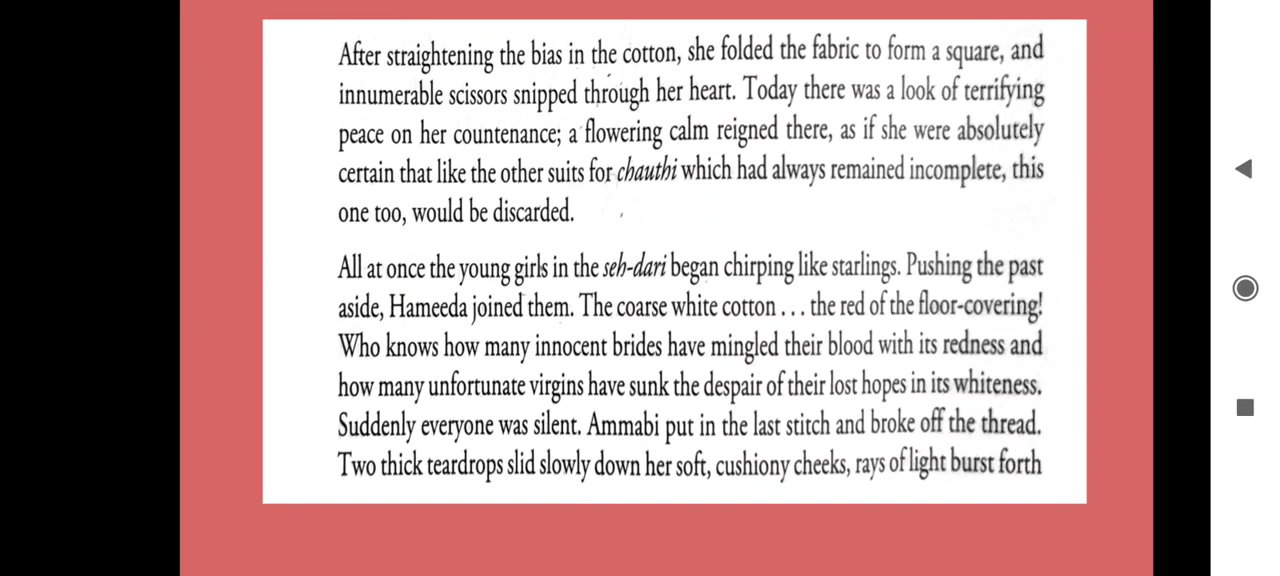 After straightening the bias in the cotton, she folded the fabric to form a square, and
innumerable scissors snipped through her heart. Today there was a look of terrifying
peace on her countenance; a flowering calm reigned there, as if she were absolutely
certain that like the other suits for chauthi which had always remained incomplete, this
one too, would be discarded.
All at once the young girls in the seh-dari began chirping like starlings. Pushing the past
aside, Hameeda joined them. The coarse white cotton . . . the red of the floor-covering!
Who knows how many innocent brides have mingled their blood with its redness and
how many unfortunate virgins have sunk the despair of their lost hopes in its whiteness.
Suddenly everyone was silent. Ammabi put in the last stitch and broke off the thread.
Two thick teardrops slid slowly down her soft, cushiony cheeks, rays of light burst forth